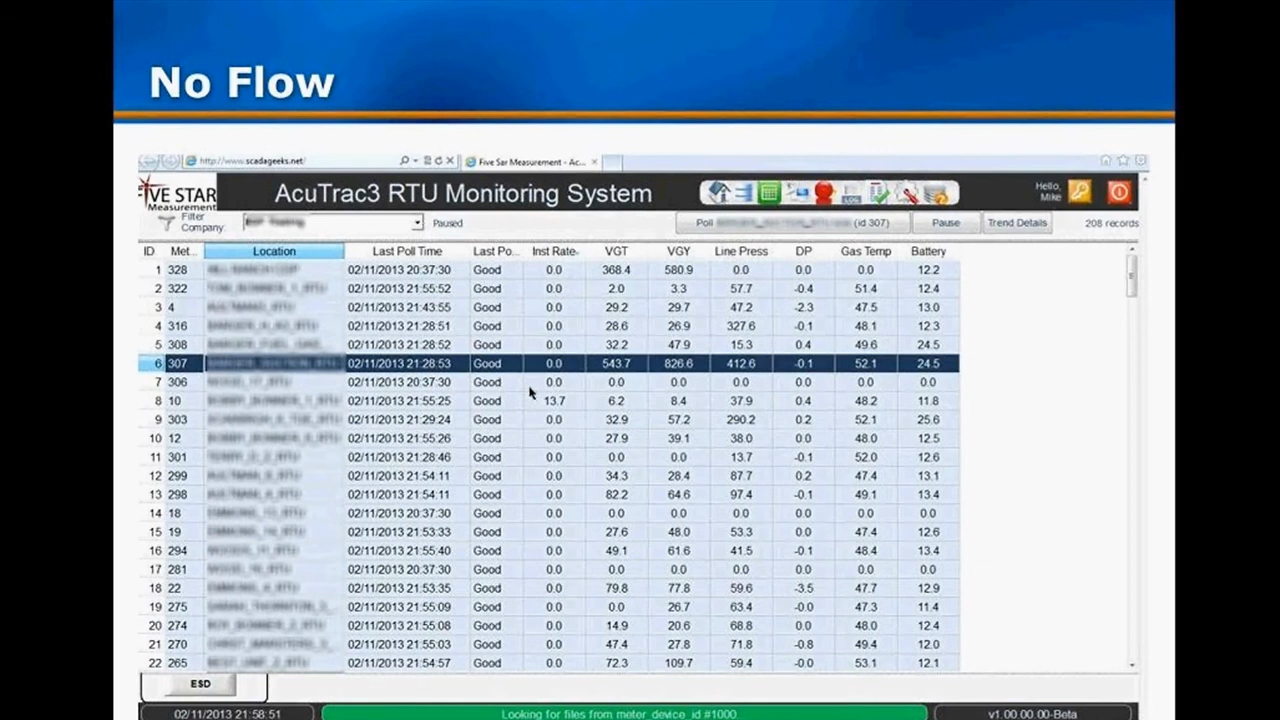 No Flow
http://www.scadageeks.net/
Five Sar Measurement - Ac...
IVE STAR
Measurement
AcuTrac3 RTU Monitoring System
Hello,
Mike
Filter
Company:
Paused
Poll (id 307)
Pause
Trend Details
208 records
ID Met... Location Last Poll Time Last Po... Inst Rate VGT VGY Line Press DP Gas Temp Battery
1 328 02/11/2013 20:37:30 Good 0.0 368.4 580.9 0.0 0.0 0.0 12.2
2 322 02/11/2013 21:55:52 Good 0.0 2.0 3.3 57.7 -0.4 51.4 12.4
3 4 02/11/2013 21:43:55 Good 0.0 29.2 29.7 47.2 -2.3 47.5 13.0
4 316 02/11/2013 21:28:51 Good 0.0 28.6 26.9 327.6 -0.1 48.1 12.3
5 308 02/11/2013 21:28:52 Good 0.0 32.2 47.9 15.3 0.4 49.6 24.5
6 307 02/11/2013 21:28:53 Good 0.0 543.7 826.6 412.6 -0.1 52.1 24.5
7 306 02/11/2013 20:37:30 Good 0.0 0.0 0.0 0.0 0.0 0.0 0.0
8 10 02/11/2013 21:55:25 Good 13.7 6.2 8.4 37.9 0.4 48.2 11.8
9 303 02/11/2013 21:29:24 Good 0.0 32.9 57.2 290.2 0.2 52.1 25.6
10 12 02/11/2013 21:55:26 Good 0.0 27.9 39.1 38.0 0.0 48.0 12.5
11 301 02/11/2013 21:28:46 Good 0.0 0.0 0.0 13.7 -0.1 52.0 12.6
12 299 02/11/2013 21:54:11 Good 0.0 34.3 28.4 87.7 0.2 47.4 13.1
13 298 02/11/2013 21:54:11 Good 0.0 82.2 64.6 97.4 -0.1 49.1 13.4
14 18 02/11/2013 20:37:30 Good 0.0 0.0 0.0 0.0 0.0 0.0 0.0
15 19 02/11/2013 21:53:33 Good 0.0 27.6 48.0 53.3 0.0 47.4 12.6
16 294 02/11/2013 21:55:40 Good 0.0 49.1 61.6 41.5 -0.1 48.4 13.4
17 281 02/11/2013 20:37:30 Good 0.0 0.0 0.0 0.0 0.0 0.0 0.0
18 22 02/11/2013 21:53:35 Good 0.0 79.8 77.8 59.6 -3.5 47.7 12.9
19 275 02/11/2013 21:55:09 Good 0.0 0.0 26.7 63.4 -0.0 47.3 11.4
20 274 02/11/2013 21:55:08 Good 0.0 14.9 20.6 68.8 0.0 48.0 12.4
21 270 02/11/2013 21:55:08 Good 0.0 47.4 27.8 71.8 -0.8 49.4 12.0
22 265 02/11/2013 21:54:57 Good 0.0 72.3 109.7 59.4 -0.0 53.1 12.1
ESD
02/11/2013 21:58:51
Looking for files from meter_device_id #1000
v1.00.00.00-Beta